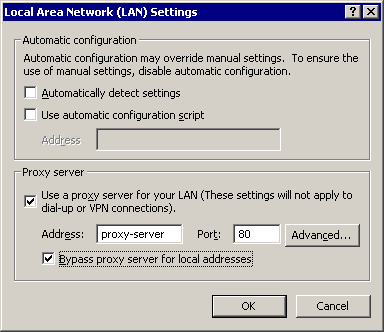 Local Area Network (LAN) Settings
Automatic configuration
Automatic configuration may override manual settings. To ensure the
use of manual settings, disable automatic configuration.
Automatically detect settings
Use automatic configuration script
Address
Proxy server
Use a proxy server for your LAN (These settings will not apply to
dial-up or VPN connections).
Address: proxy-server Port: 80 Advanced...
Bypass proxy server for local addresses
OK Cancel